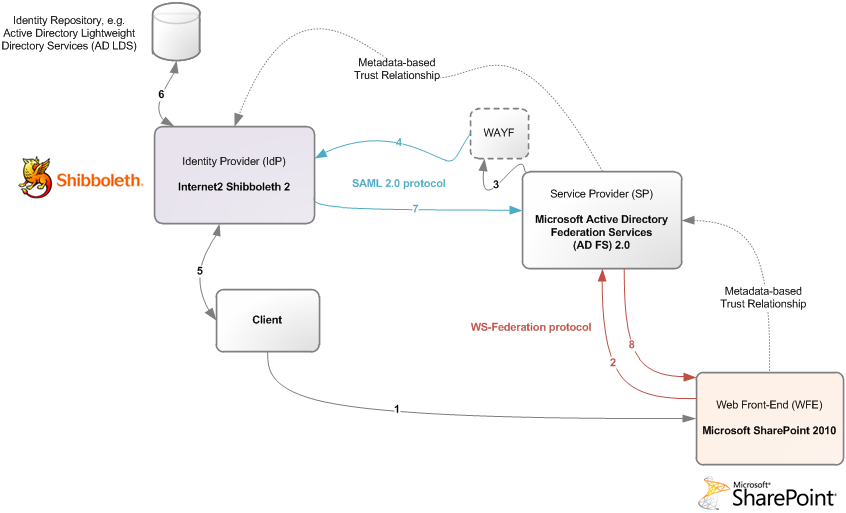 Identity Repository, e.g.
Active Directory Lightweight
Directory Services (AD LDS)
Metadata-based
Trust Relationship
6
WAYF
4
Identity Provider (IdP)
Internet2 Shibboleth 2
Shibboleth.
SAML 2.0 protocol
3
7
Service Provider (SP)
Microsoft Active Directory
Federation Services
(AD FS) 2.0
5
Metadata-based
Trust Relationship
Client
WS-Federation protocol
8
2
1
Web Front-End (WFE)
Microsoft SharePoint 2010
Microsoft®
SharePoint®